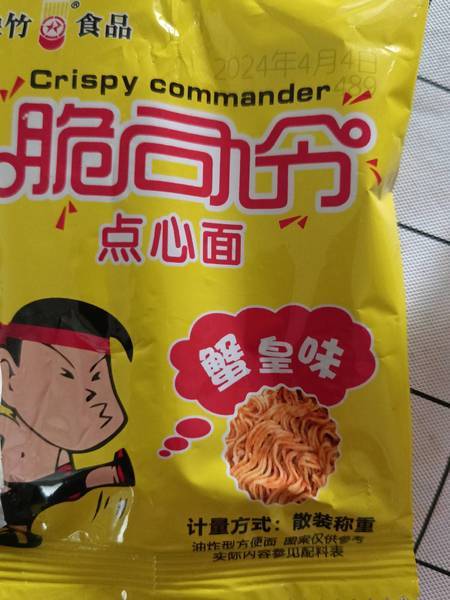 竹® 食品
2024年4月4日
489
Crispy commander
脆司令
点心面
蟹皇味
计量方式：散装称重
油炸型方便面 图案仅供参考
实际内容参见配料表